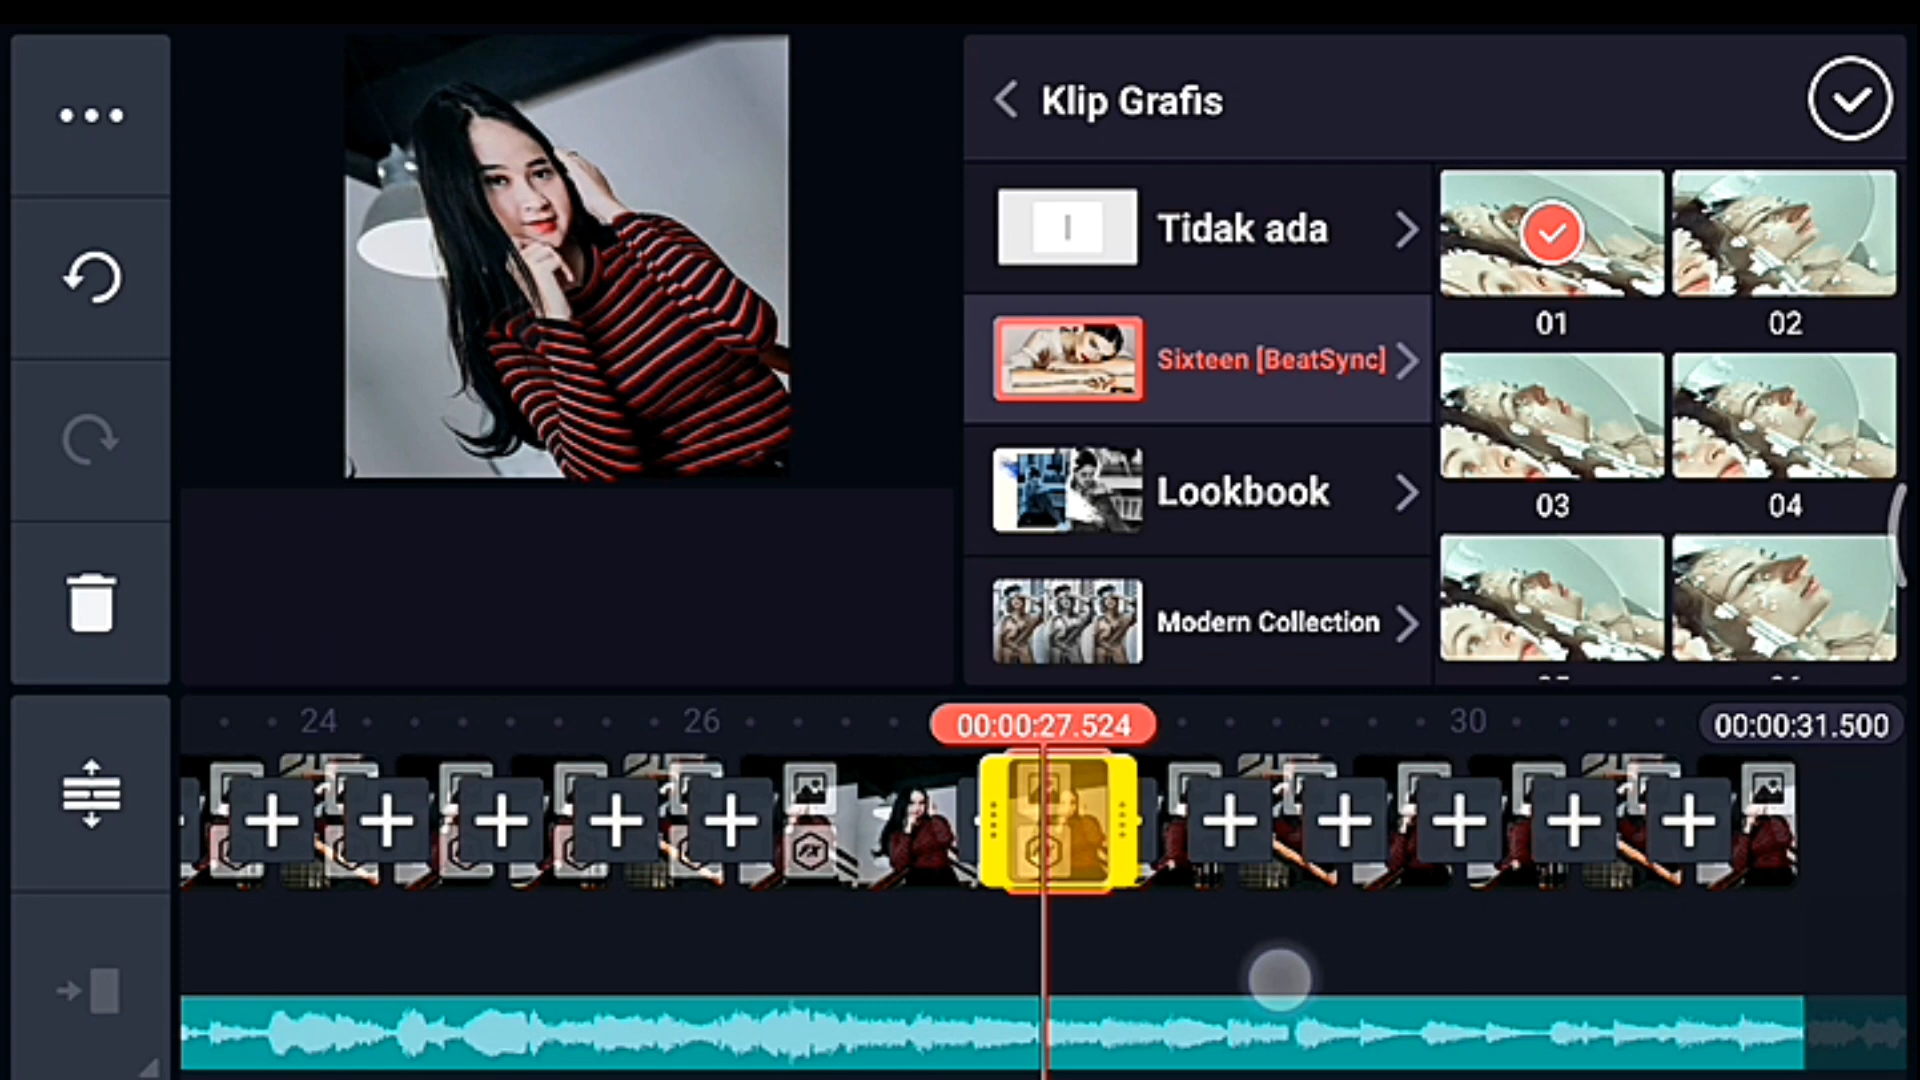 Klip Grafis
Tidak ada
Sixteen [BeatSync]
Lookbook
Modern Collection
01
02
03
04
24
26
00:00:27.524
30
00:00:31.500